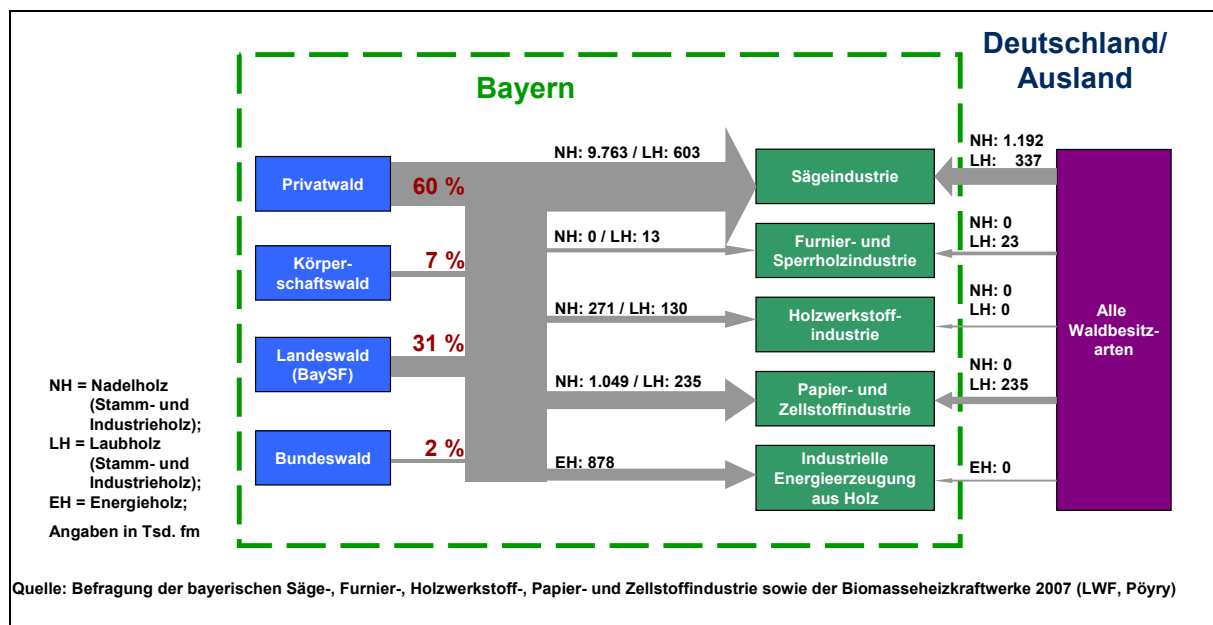 Deutschland/
Ausland
Bayern
Privatwald
60 %
NH: 9.763 / LH: 603
Sägeindustrie
NH: 1.192
LH: 337
Körper-
schaftswald
7 %
NH: 0 / LH: 13
Furnier- und
Sperrholzindustrie
NH: 0
LH: 23
NH: 271 / LH: 130
Holzwerkstoff-
industrie
NH: 0
LH: 0
Alle
Waldbesitz-
arten
Landeswald
(BaySF)
31 %
NH: 1.049 / LH: 235
Papier- und
Zellstoffindustrie
NH: 0
LH: 235
Bundeswald
2 %
EH: 878
Industrielle
Energieerzeugung
aus Holz
EH: 0
NH = Nadelholz
(Stamm- und
Industrieholz);
LH = Laubholz
(Stamm- und
Industrieholz);
EH = Energieholz;
Angaben in Tsd. fm
Quelle: Befragung der bayerischen Säge-, Furnier-, Holzwerkstoff-, Papier- und Zellstoffindustrie sowie der Biomasseheizkraftwerke 2007 (LWF, Pöyry)